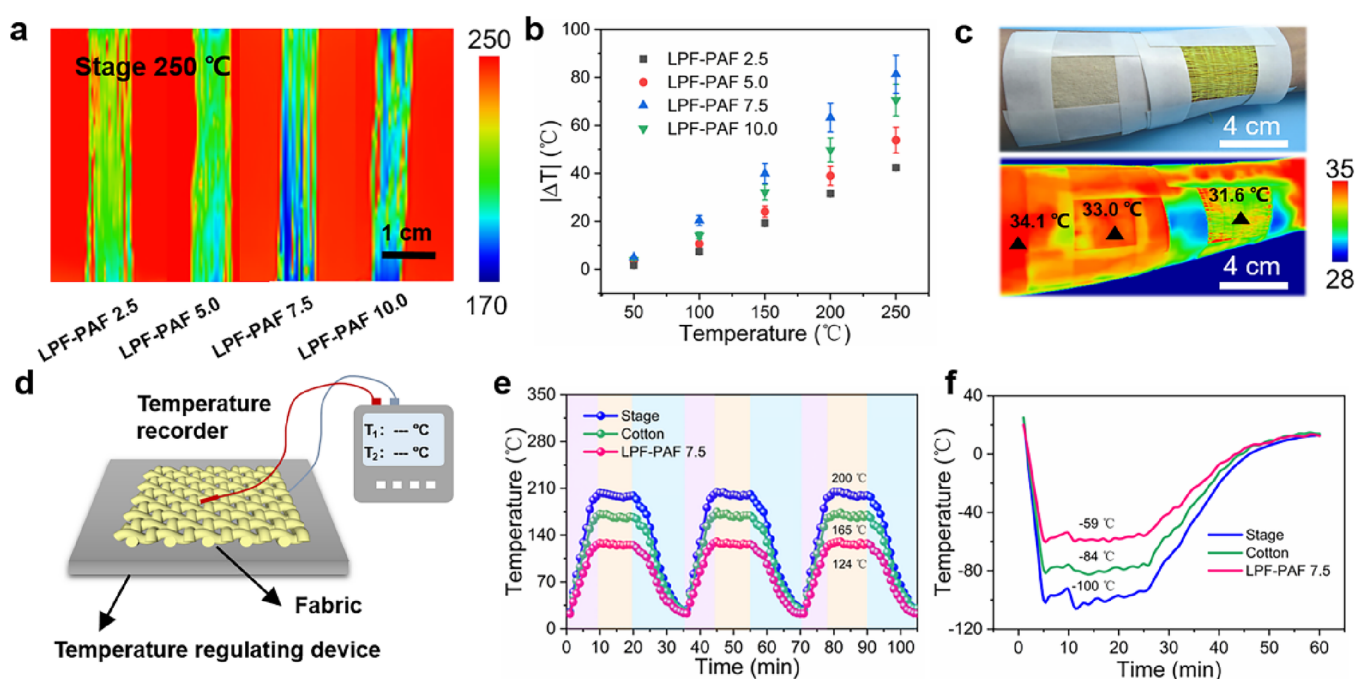 a
Stage 250 ℃
250
170
1 cm
LPF-PAF 2.5
LPF-PAF 5.0
LPF-PAF 7.5
LPF-PAF 10.0
b
|ΔT| (℃)
100
80
60
40
20
0
LPF-PAF 2.5
LPF-PAF 5.0
LPF-PAF 7.5
LPF-PAF 10.0
50 100 150 200 250
Temperature (℃)
c
4 cm
34.1 ℃
33.0 ℃
31.6 ℃
4 cm
35
28
d
Temperature
recorder
T₁: --- ºC
T₂: --- ºC
Fabric
Temperature regulating device
e
Temperature (℃)
350
280
210
140
70
0
Stage
Cotton
LPF-PAF 7.5
200 ℃
165 ℃
124 ℃
0 10 20 30 40 50 60 70 80 90 100
Time (min)
f
Temperature (℃)
40
0
-40
-80
-120
-59 ℃
-84 ℃
-100 ℃
Stage
Cotton
LPF-PAF 7.5
0 10 20 30 40 50 60
Time (min)